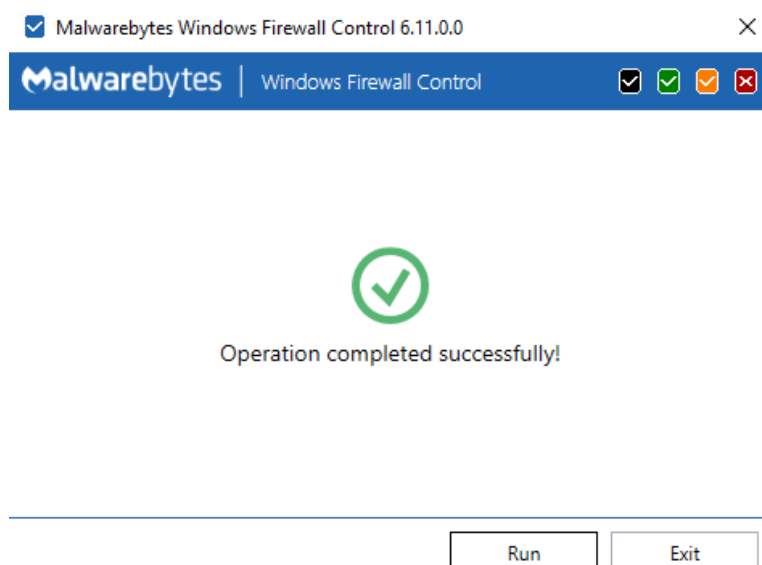 Malwarebytes Windows Firewall Control 6.11.0.0
Malwarebytes | Windows Firewall Control
Operation completed successfully!
Run Exit